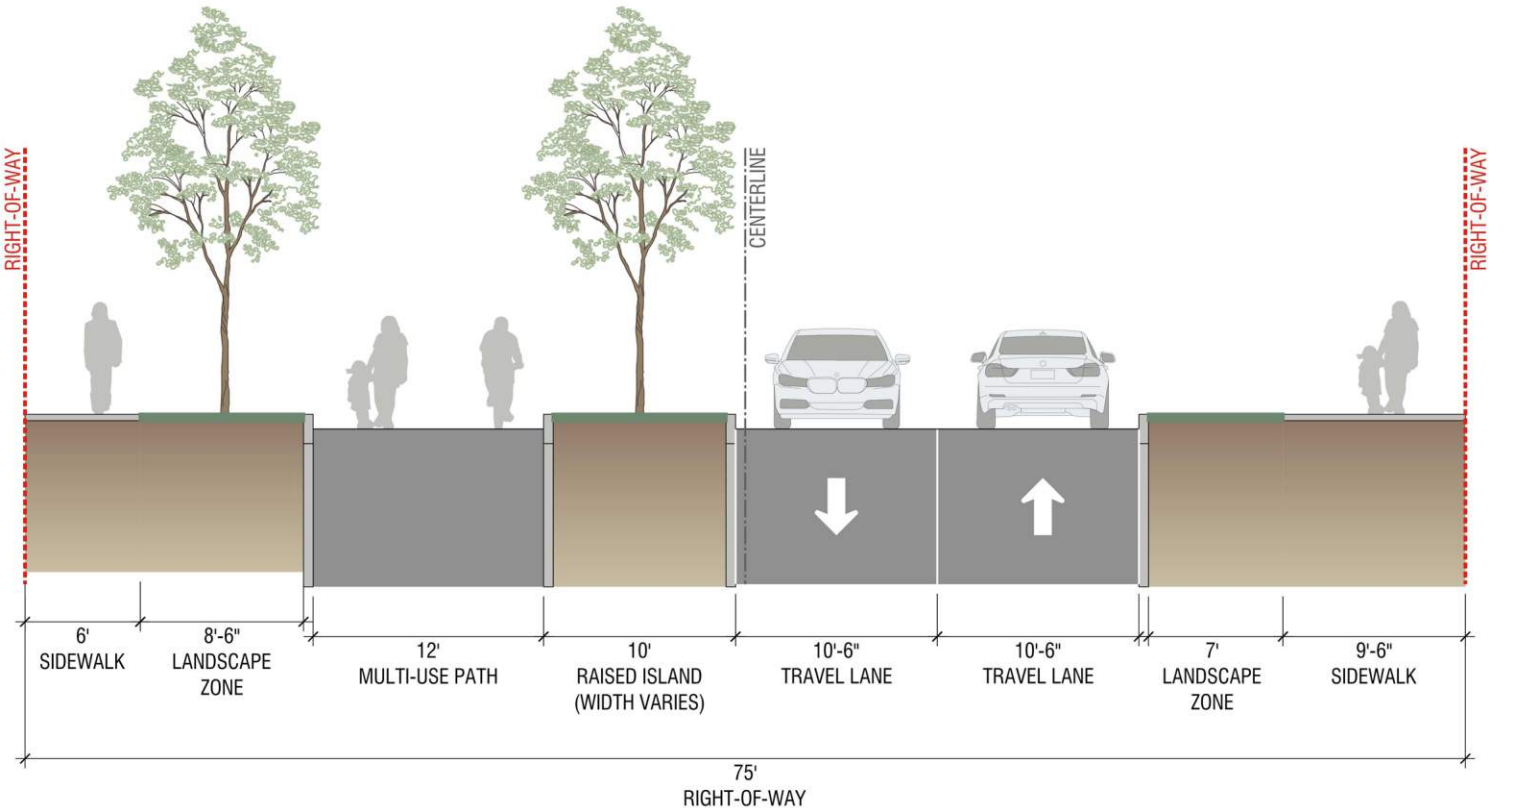 RIGHT-OF-WAY
CENTERLINE
RIGHT-OF-WAY
6'
SIDEWALK
8'-6"
LANDSCAPE
ZONE
12'
MULTI-USE PATH
10'
RAISED ISLAND
(WIDTH VARIES)
10'-6"
TRAVEL LANE
10'-6"
TRAVEL LANE
7'
LANDSCAPE
ZONE
9'-6"
SIDEWALK
75'
RIGHT-OF-WAY